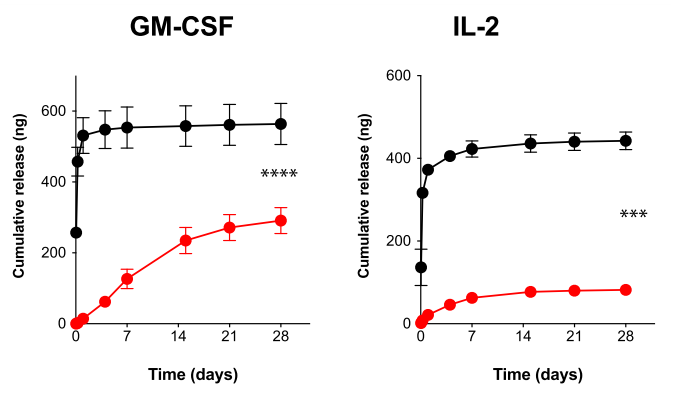 GM-CSF
Cumulative release (ng)
600
400
200
0
0 7 14 21 28
Time (days)
****
IL-2
Cumulative release (ng)
600
400
200
0
0 7 14 21 28
Time (days)
***